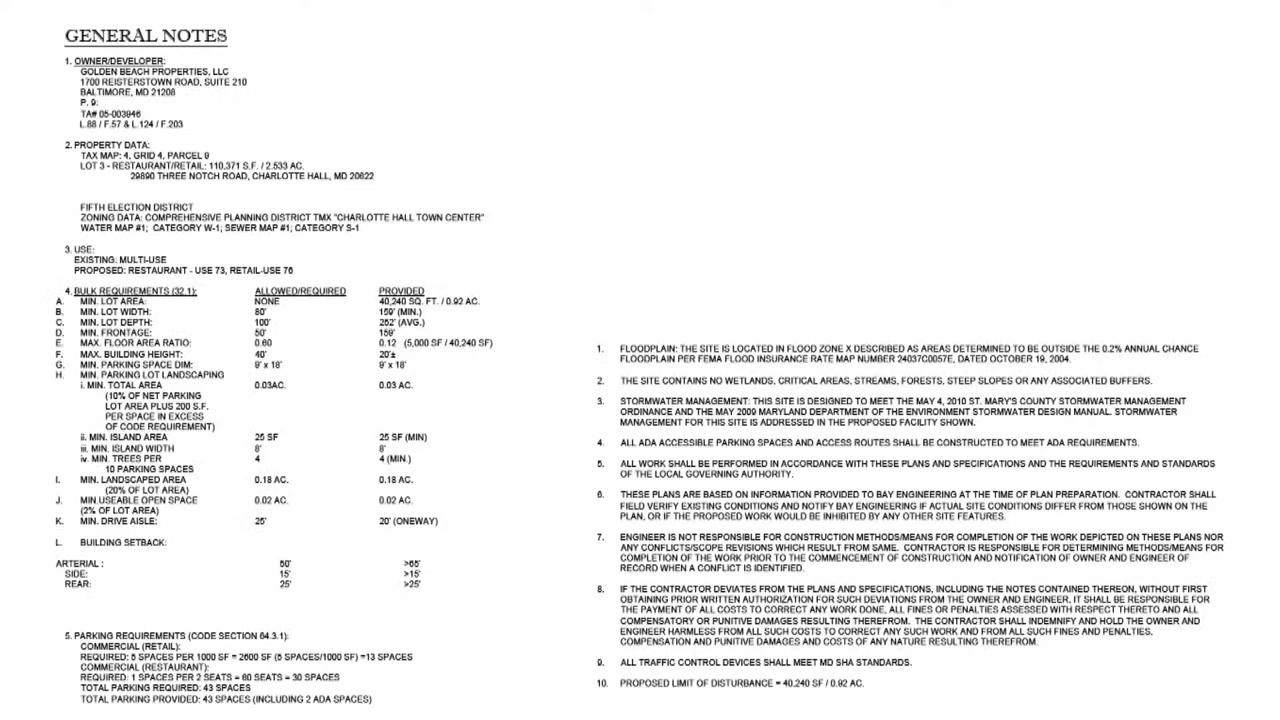 GENERAL NOTES
1. OWNER/DEVELOPER:
GOLDEN BEACH PROPERTIES, LLC
1700 REISTERSTOWN ROAD, SUITE 210
BALTIMORE, MD 21208
P. 9:
TA# 05-003946
L.88 / F.57 & L.124 / F.203
2. PROPERTY DATA:
TAX MAP: 4, GRID 4, PARCEL 9
LOT 3 - RESTAURANT/RETAIL: 110,371 S.F. / 2.533 AC.
29890 THREE NOTCH ROAD, CHARLOTTE HALL, MD 20622
FIFTH ELECTION DISTRICT
ZONING DATA: COMPREHENSIVE PLANNING DISTRICT TMX "CHARLOTTE HALL TOWN CENTER"
WATER MAP #1; CATEGORY W-1; SEWER MAP #1; CATEGORY S-1
3. USE:
EXISTING: MULTI-USE
PROPOSED: RESTAURANT - USE 73, RETAIL-USE 76
4. BULK REQUIREMENTS (32.1): ALLOWED/REQUIRED PROVIDED
A. MIN. LOT AREA: NONE 40,240 SQ. FT. / 0.92 AC.
B. MIN. LOT WIDTH: 80' 159' (MIN.)
C. MIN. LOT DEPTH: 100' 252' (AVG.)
D. MIN. FRONTAGE: 50' 159'
E. MAX. FLOOR AREA RATIO: 0.60 0.12 (5,000 SF / 40,240 SF)
F. MAX. BUILDING HEIGHT: 40' 20'±
G. MIN. PARKING SPACE DIM: 9' x 18' 9' x 18'
H. MIN. PARKING LOT LANDSCAPING
i. MIN. TOTAL AREA 0.03AC. 0.03 AC.
(10% OF NET PARKING
LOT AREA PLUS 200 S.F.
PER SPACE IN EXCESS
OF CODE REQUIREMENT)
ii. MIN. ISLAND AREA 25 SF 25 SF (MIN)
iii. MIN. ISLAND WIDTH 8' 8'
iv. MIN. TREES PER 4 4 (MIN.)
10 PARKING SPACES
I. MIN. LANDSCAPED AREA 0.18 AC. 0.18 AC.
(20% OF LOT AREA)
J. MIN.USEABLE OPEN SPACE 0.02 AC. 0.02 AC.
(2% OF LOT AREA)
K. MIN. DRIVE AISLE: 25' 20' (ONEWAY)
L. BUILDING SETBACK:
ARTERIAL : 50' >65'
SIDE: 15' >15'
REAR: 25' >25'
5. PARKING REQUIREMENTS (CODE SECTION 64.3.1):
COMMERCIAL (RETAIL):
REQUIRED: 5 SPACES PER 1000 SF = 2600 SF (5 SPACES/1000 SF) =13 SPACES
COMMERCIAL (RESTAURANT):
REQUIRED: 1 SPACES PER 2 SEATS = 60 SEATS = 30 SPACES
TOTAL PARKING REQUIRED: 43 SPACES
TOTAL PARKING PROVIDED: 43 SPACES (INCLUDING 2 ADA SPACES)
1. FLOODPLAIN: THE SITE IS LOCATED IN FLOOD ZONE X DESCRIBED AS AREAS DETERMINED TO BE OUTSIDE THE 0.2% ANNUAL CHANCE
FLOODPLAIN PER FEMA FLOOD INSURANCE RATE MAP NUMBER 24037C0057E, DATED OCTOBER 19, 2004.
2. THE SITE CONTAINS NO WETLANDS, CRITICAL AREAS, STREAMS, FORESTS, STEEP SLOPES OR ANY ASSOCIATED BUFFERS.
3. STORMWATER MANAGEMENT: THIS SITE IS DESIGNED TO MEET THE MAY 4, 2010 ST. MARY'S COUNTY STORMWATER MANAGEMENT
ORDINANCE AND THE MAY 2009 MARYLAND DEPARTMENT OF THE ENVIRONMENT STORMWATER DESIGN MANUAL. STORMWATER
MANAGEMENT FOR THIS SITE IS ADDRESSED IN THE PROPOSED FACILITY SHOWN.
4. ALL ADA ACCESSIBLE PARKING SPACES AND ACCESS ROUTES SHALL BE CONSTRUCTED TO MEET ADA REQUIREMENTS.
5. ALL WORK SHALL BE PERFORMED IN ACCORDANCE WITH THESE PLANS AND SPECIFICATIONS AND THE REQUIREMENTS AND STANDARDS
OF THE LOCAL GOVERNING AUTHORITY.
6. THESE PLANS ARE BASED ON INFORMATION PROVIDED TO BAY ENGINEERING AT THE TIME OF PLAN PREPARATION. CONTRACTOR SHALL
FIELD VERIFY EXISTING CONDITIONS AND NOTIFY BAY ENGINEERING IF ACTUAL SITE CONDITIONS DIFFER FROM THOSE SHOWN ON THE
PLAN, OR IF THE PROPOSED WORK WOULD BE INHIBITED BY ANY OTHER SITE FEATURES.
7. ENGINEER IS NOT RESPONSIBLE FOR CONSTRUCTION METHODS/MEANS FOR COMPLETION OF THE WORK DEPICTED ON THESE PLANS NOR
ANY CONFLICTS/SCOPE REVISIONS WHICH RESULT FROM SAME. CONTRACTOR IS RESPONSIBLE FOR DETERMINING METHODS/MEANS FOR
COMPLETION OF THE WORK PRIOR TO THE COMMENCEMENT OF CONSTRUCTION AND NOTIFICATION OF OWNER AND ENGINEER OF
RECORD WHEN A CONFLICT IS IDENTIFIED.
8. IF THE CONTRACTOR DEVIATES FROM THE PLANS AND SPECIFICATIONS, INCLUDING THE NOTES CONTAINED THEREON, WITHOUT FIRST
OBTAINING PRIOR WRITTEN AUTHORIZATION FOR SUCH DEVIATIONS FROM THE OWNER AND ENGINEER, IT SHALL BE RESPONSIBLE FOR
THE PAYMENT OF ALL COSTS TO CORRECT ANY WORK DONE, ALL FINES OR PENALTIES ASSESSED WITH RESPECT THERETO AND ALL
COMPENSATORY OR PUNITIVE DAMAGES RESULTING THEREFROM. THE CONTRACTOR SHALL INDEMNIFY AND HOLD THE OWNER AND
ENGINEER HARMLESS FROM ALL SUCH COSTS TO CORRECT ANY SUCH WORK AND FROM ALL SUCH FINES AND PENALTIES,
COMPENSATION AND PUNITIVE DAMAGES AND COSTS OF ANY NATURE RESULTING THEREFROM.
9. ALL TRAFFIC CONTROL DEVICES SHALL MEET MD SHA STANDARDS.
10. PROPOSED LIMIT OF DISTURBANCE = 40,240 SF / 0.92 AC.